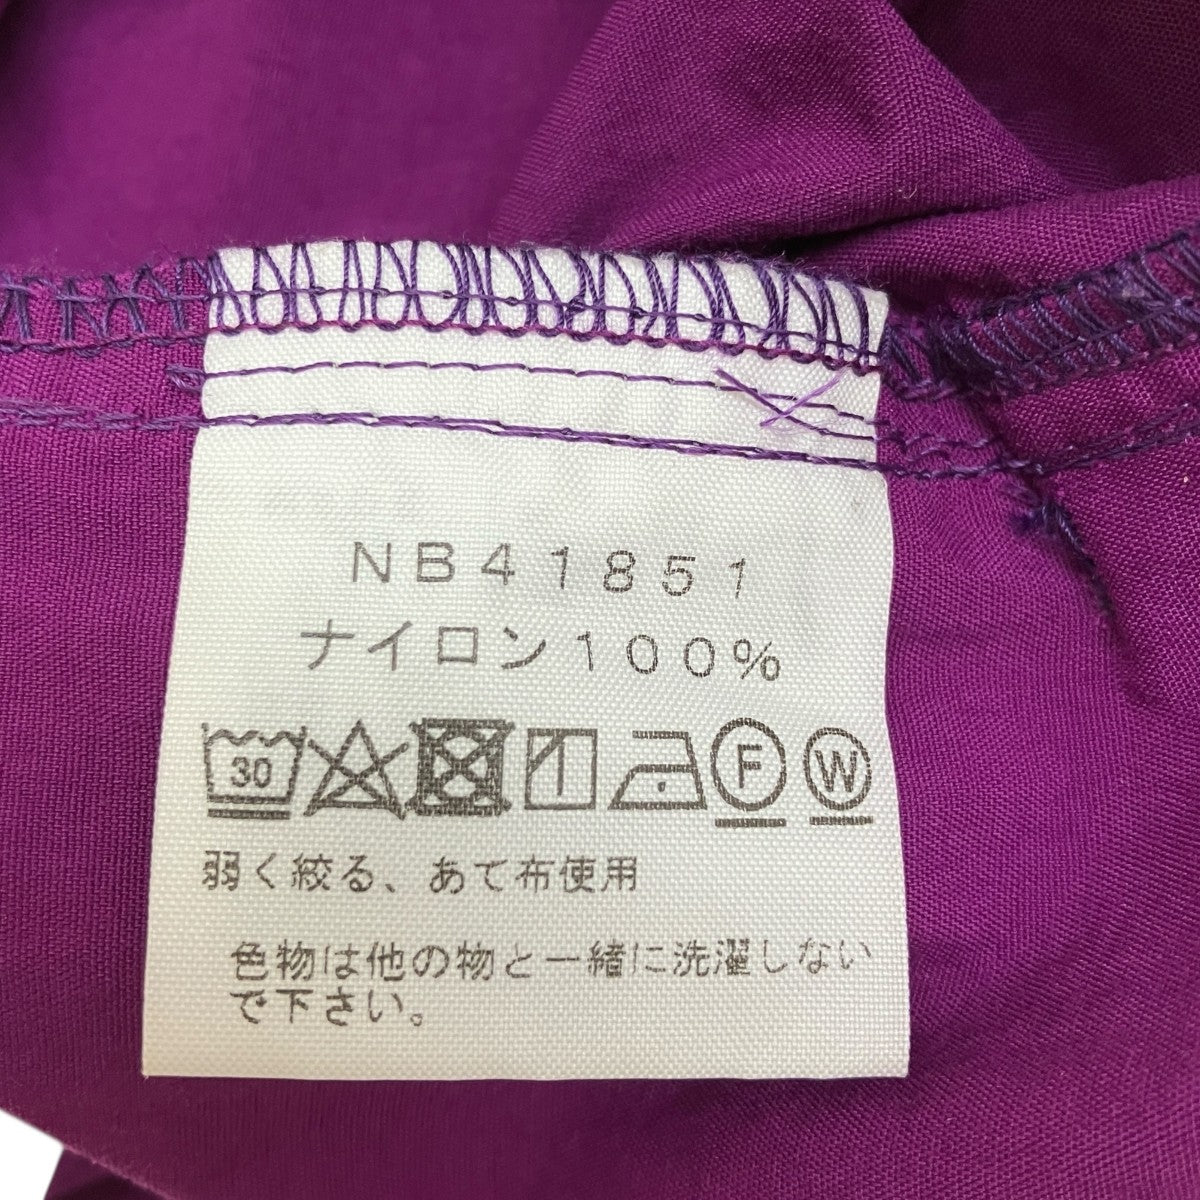 NB41851
ナイロン100%
30 F W
弱く絞る、あて布使用
色物は他の物と一緒に洗濯しない
で下さい。